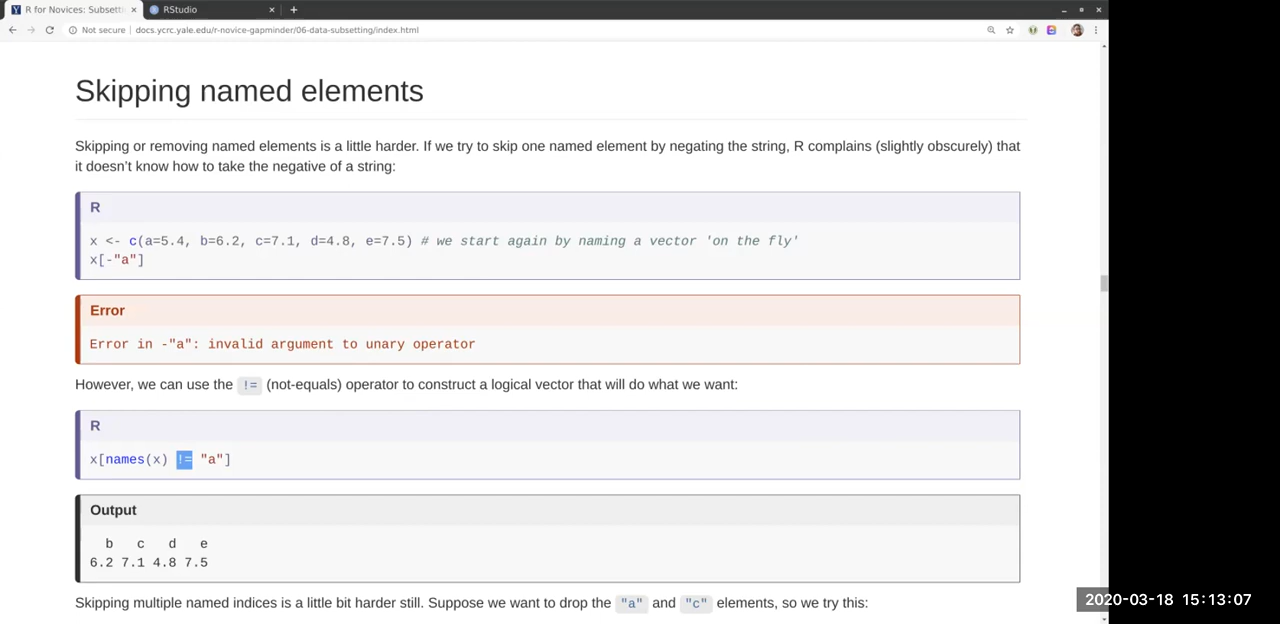 R for Novices: Subsetti
RStudio
Not secure | docs.ycrc.yale.edu/r-novice-gapminder/06-data-subsetting/index.html
Skipping named elements
Skipping or removing named elements is a little harder. If we try to skip one named element by negating the string, R complains (slightly obscurely) that
it doesn’t know how to take the negative of a string:
R
x <- c(a=5.4, b=6.2, c=7.1, d=4.8, e=7.5) # we start again by naming a vector 'on the fly'
x[-"a"]
Error
Error in -"a": invalid argument to unary operator
However, we can use the != (not-equals) operator to construct a logical vector that will do what we want:
R
x[names(x) != "a"]
Output
b c d e
6.2 7.1 4.8 7.5
Skipping multiple named indices is a little bit harder still. Suppose we want to drop the "a" and "c" elements, so we try this:
2020-03-18 15:13:07